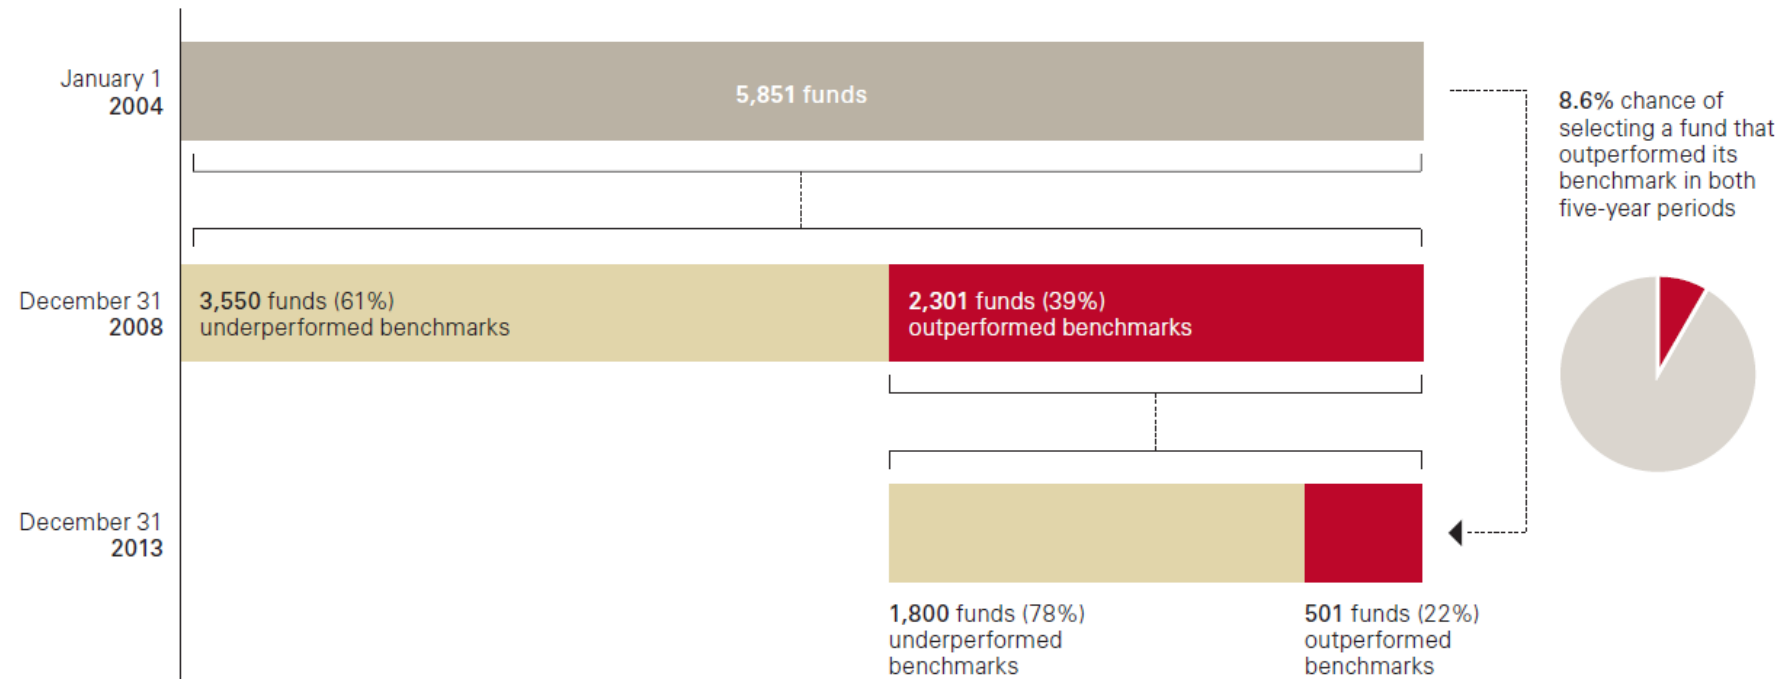 January 1
2004
5,851 funds
8.6% chance of
selecting a fund that
outperformed its
benchmark in both
five-year periods
December 31
2008
3,550 funds (61%)
underperformed benchmarks
2,301 funds (39%)
outperformed benchmarks
December 31
2013
1,800 funds (78%)
underperformed
benchmarks
501 funds (22%)
outperformed
benchmarks